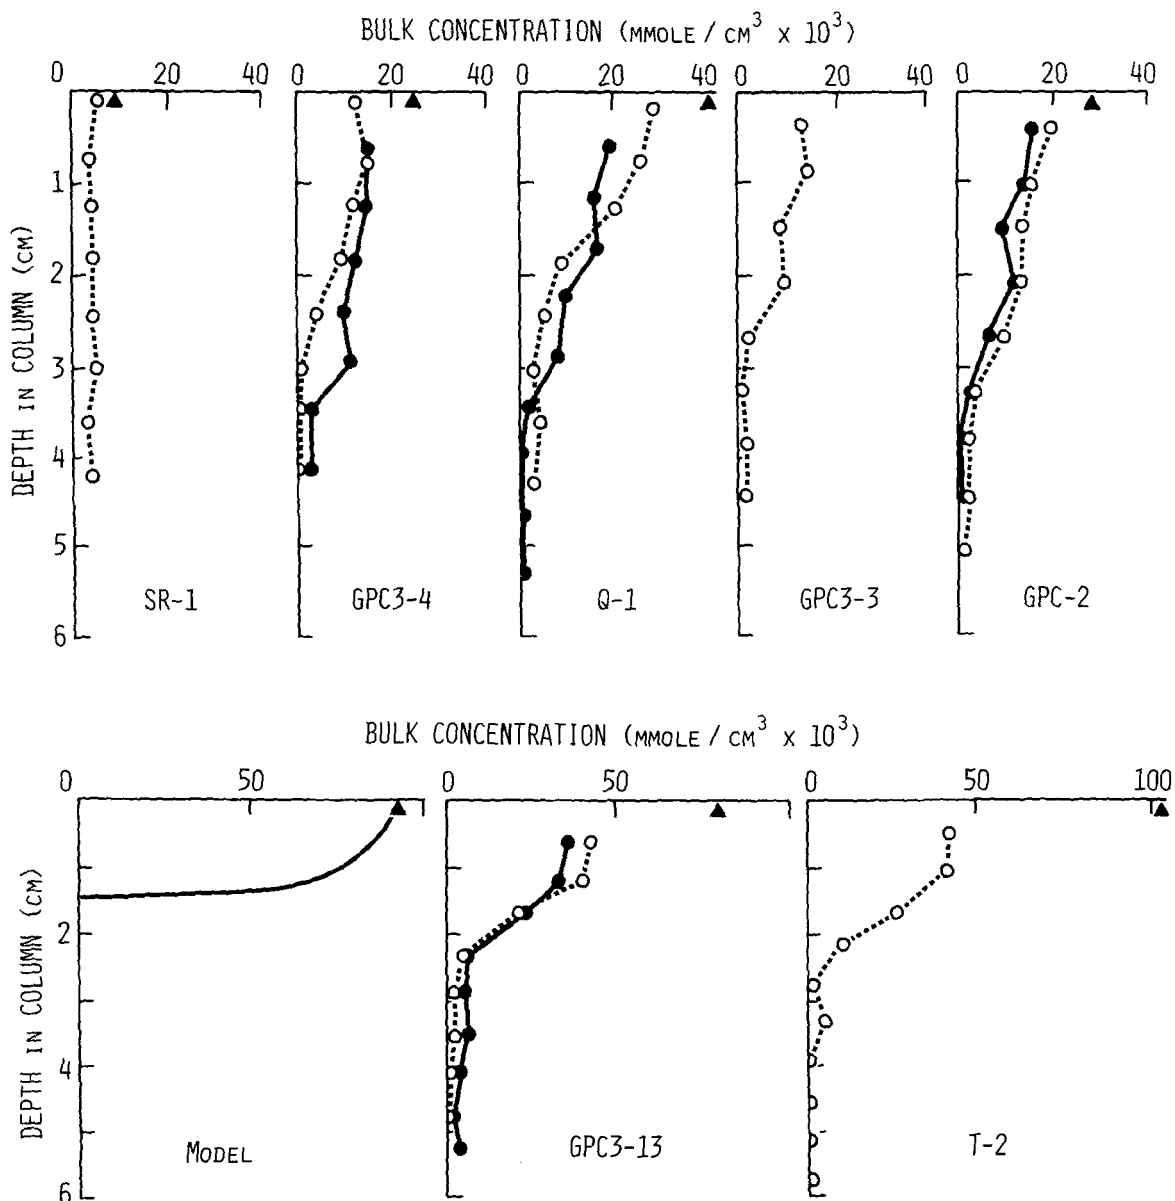 BULK CONCENTRATION (MMOLE / CM³ X 10³)
0 20 40 0 20 40 0 20 40 0 20 40 0 20 40
1
2
3
4
5
6
DEPTH IN COLUMN (CM)
SR-1 GPC3-4 Q-1 GPC3-3 GPC-2
BULK CONCENTRATION (MMOLE / CM³ X 10³)
0 50 0 50 0 50 100
2
4
6
DEPTH IN COLUMN (CM)
MODEL GPC3-13 T-2